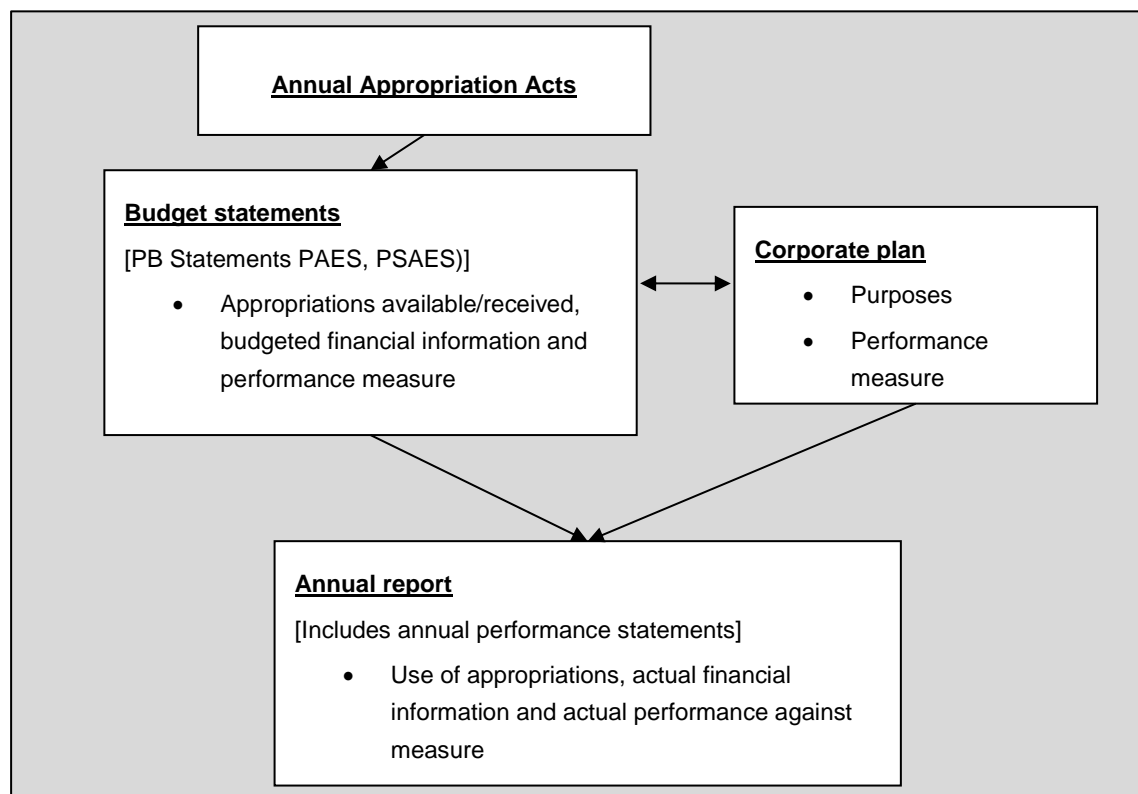 Annual Appropriation Acts
Budget statements
[PB Statements PAES, PSAES)]
• Appropriations available/received,
budgeted financial information and
performance measure
Corporate plan
• Purposes
• Performance
measure
Annual report
[Includes annual performance statements]
• Use of appropriations, actual financial
information and actual performance against
measure